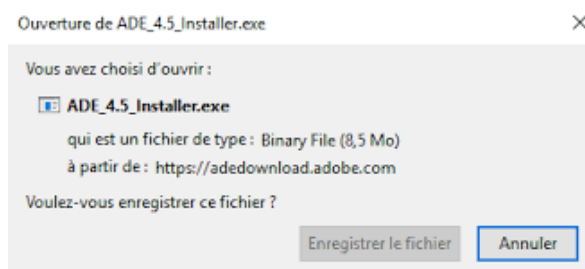 Ouverture de ADE_4.5_Installer.exe
Vous avez choisi d'ouvrir :
ADE_4.5_Installer.exe
qui est un fichier de type : Binary File (8,5 Mo)
à partir de : https://adedownload.adobe.com
Voulez-vous enregistrer ce fichier ?
Enregistrer le fichier Annuler